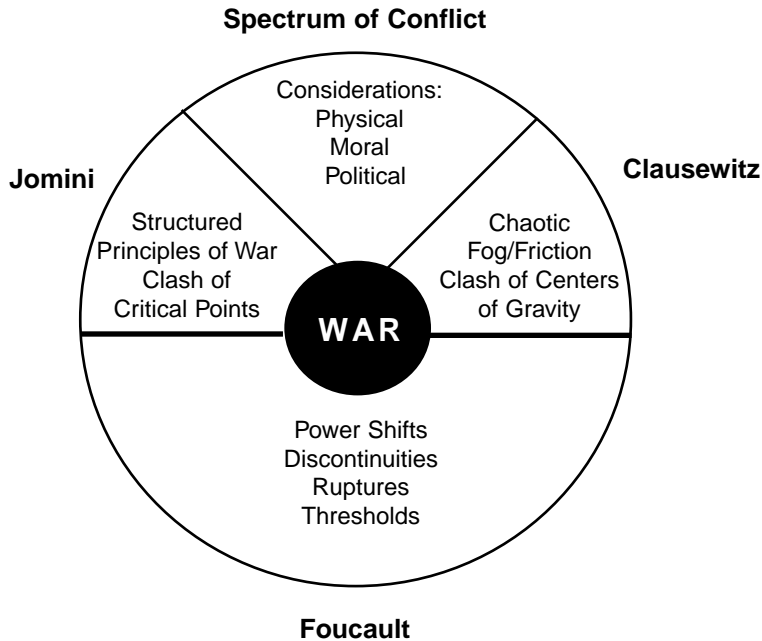 Spectrum of Conflict
Considerations:
Physical
Moral
Political
Jomini
Clausewitz
Structured
Principles of War
Clash of
Critical Points
Chaotic
Fog/Friction
Clash of Centers
of Gravity
WAR
Power Shifts
Discontinuities
Ruptures
Thresholds
Foucault